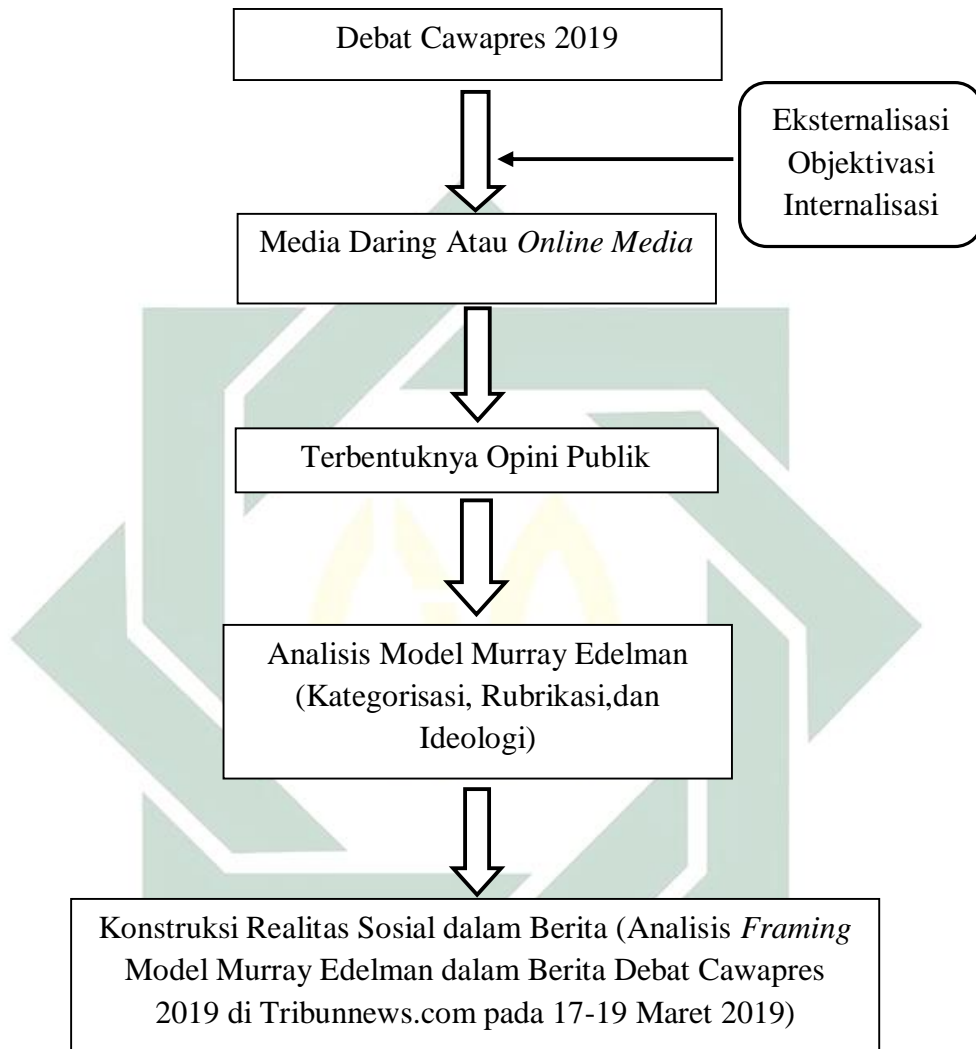 Debat Cawapres 2019
Eksternalisasi
Objektivasi
Internalisasi
Media Daring Atau Online Media
Terbentuknya Opini Publik
Analisis Model Murray Edelman
(Kategorisasi, Rubrikasi,dan
Ideologi)
Konstruksi Realitas Sosial dalam Berita (Analisis Framing
Model Murray Edelman dalam Berita Debat Cawapres
2019 di Tribunnews.com pada 17-19 Maret 2019)